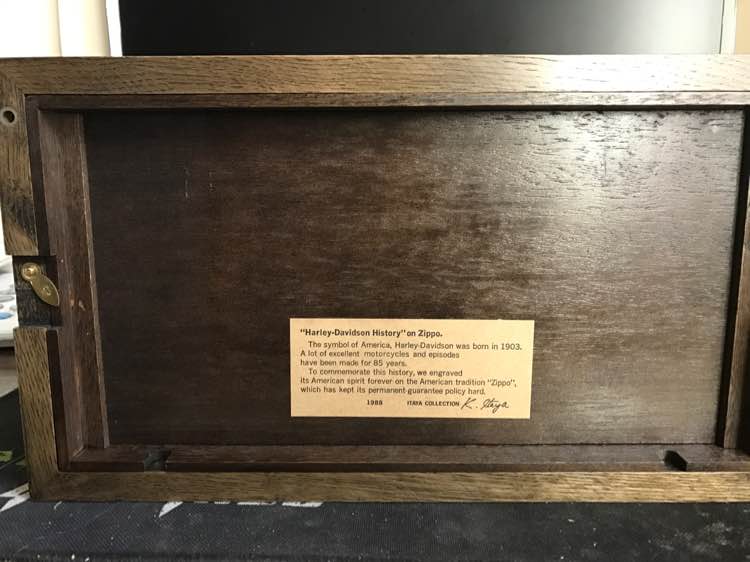 "Harley-Davidson History" on Zippo.
The symbol of America, Harley-Davidson was born in 1903.
A lot of excellent motorcycles and episodes
have been made for 85 years.
To commemorate this history, we engraved
its American spirit forever on the American tradition "Zippo",
which has kept its permanent-guarantee policy hard.
1988 ITAYA COLLECTION K. Itaya